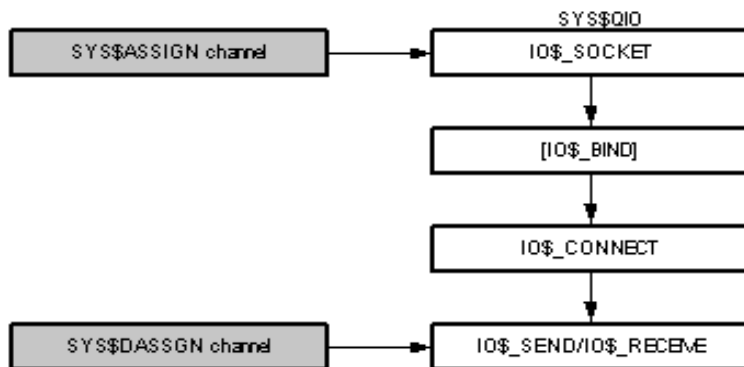 SYS$QIO
SYS$ASSIGN channel
IO$_SOCKET
[IO$_BIND]
IO$_CONNECT
SYS$DASSGN channel
IO$_SEND/IO$_RECEIVE